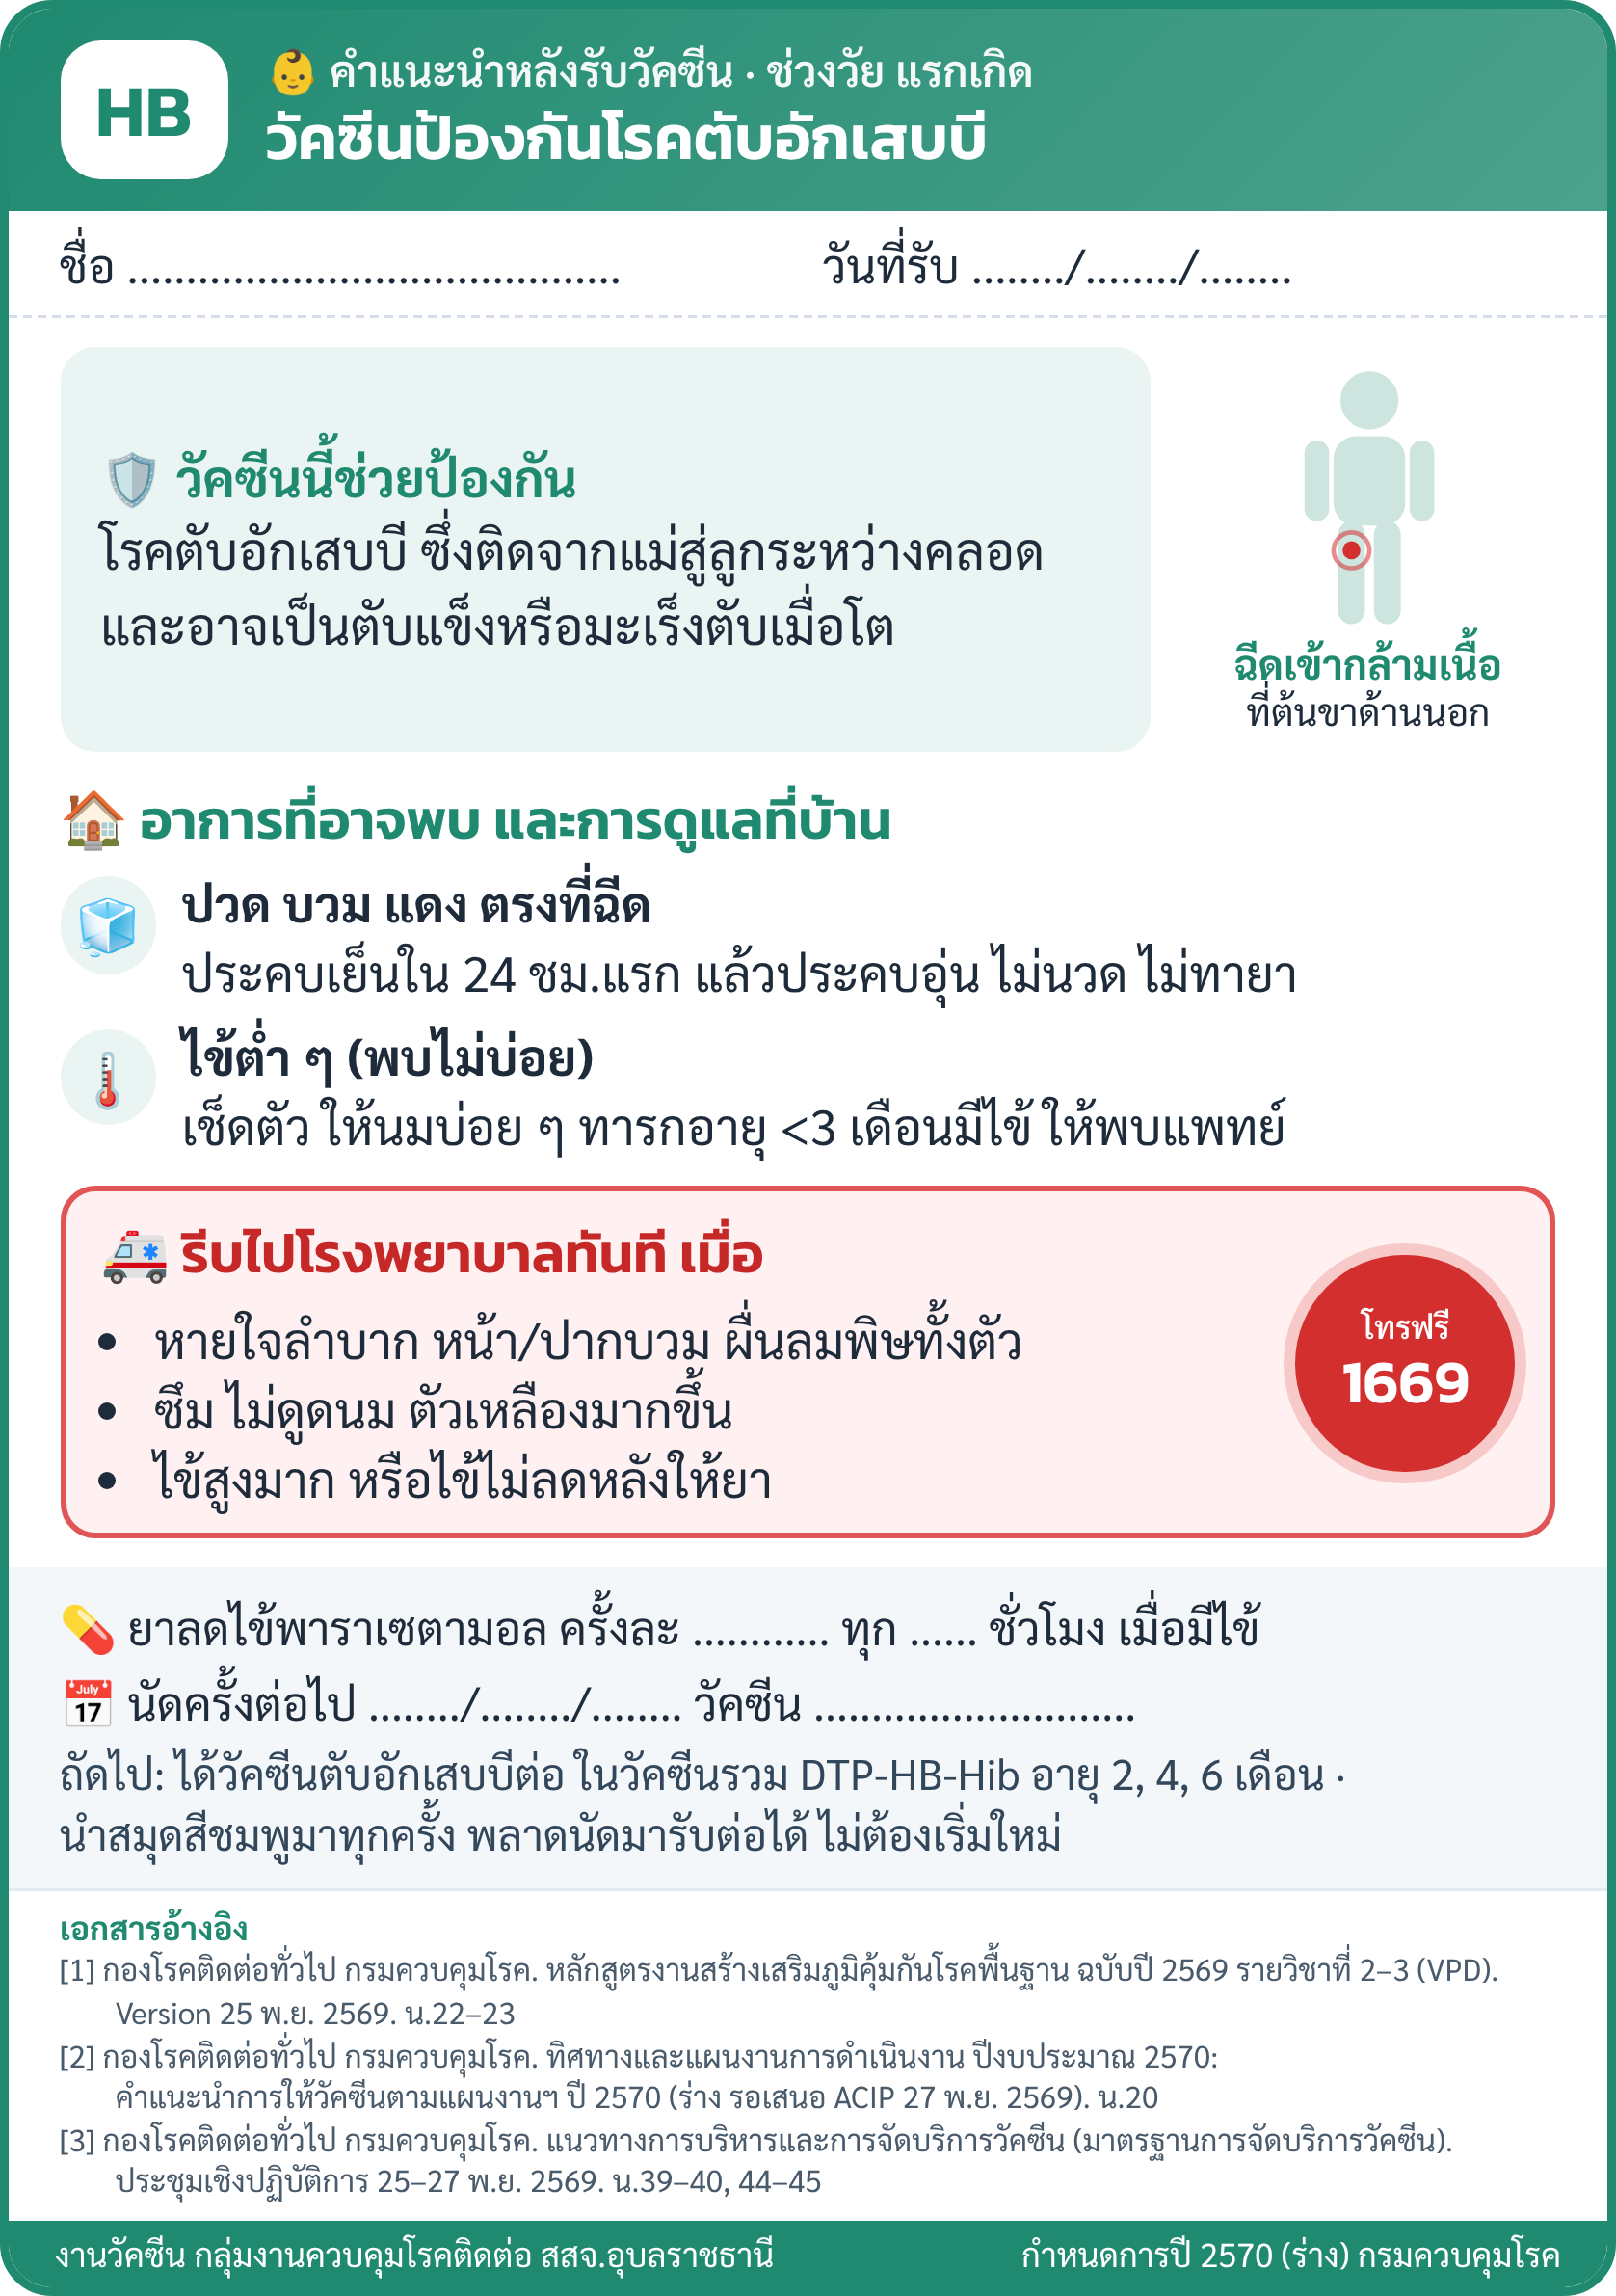 HB
👶 คำแนะนำหลังรับวัคซีน · ช่วงวัย แรกเกิด
วัคซีนป้องกันโรคตับอักเสบบี
ชื่อ .......................................... วันที่รับ ......../......../........
🛡️ วัคซีนนี้ช่วยป้องกัน
โรคตับอักเสบบี ซึ่งติดจากแม่สู่ลูกระหว่างคลอด
และอาจเป็นตับแข็งหรือมะเร็งตับเมื่อโต
ฉีดเข้ากล้ามเนื้อ
ที่ต้นขาด้านนอก
🏠 อาการที่อาจพบ และการดูแลที่บ้าน
ปวด บวม แดง ตรงที่ฉีด
ประคบเย็นใน 24 ชม.แรก แล้วประคบอุ่น ไม่นวด ไม่ทายา
ไข้ต่ำ ๆ (พบไม่บ่อย)
เช็ดตัว ให้นมบ่อย ๆ ทารกอายุ <3 เดือนมีไข้ ให้พบแพทย์
🚑 รีบไปโรงพยาบาลทันที เมื่อ
• หายใจลำบาก หน้า/ปากบวม ผื่นลมพิษทั้งตัว
• ซึม ไม่ดูดนม ตัวเหลืองมากขึ้น
• ไข้สูงมาก หรือไข้ไม่ลดหลังให้ยา
โทรฟรี
1669
💊 ยาลดไข้พาราเซตามอล ครั้งละ ............ ทุก ...... ชั่วโมง เมื่อมีไข้
📅 นัดครั้งต่อไป ......../......../........ วัคซีน ............................
ถัดไป: ได้วัคซีนตับอักเสบบีต่อ ในวัคซีนรวม DTP-HB-Hib อายุ 2, 4, 6 เดือน ·
นำสมุดสีชมพูมาทุกครั้ง พลาดนัดมารับต่อได้ ไม่ต้องเริ่มใหม่
เอกสารอ้างอิง
[1] กองโรคติดต่อทั่วไป กรมควบคุมโรค. หลักสูตรงานสร้างเสริมภูมิคุ้มกันโรคพื้นฐาน ฉบับปี 2569 รายวิชาที่ 2–3 (VPD).
Version 25 พ.ย. 2569. น.22–23
[2] กองโรคติดต่อทั่วไป กรมควบคุมโรค. ทิศทางและแผนงานการดำเนินงาน ปีงบประมาณ 2570:
คำแนะนำการให้วัคซีนตามแผนงานฯ ปี 2570 (ร่าง รอเสนอ ACIP 27 พ.ย. 2569). น.20
[3] กองโรคติดต่อทั่วไป กรมควบคุมโรค. แนวทางการบริหารและการจัดบริการวัคซีน (มาตรฐานการจัดบริการวัคซีน).
ประชุมเชิงปฏิบัติการ 25–27 พ.ย. 2569. น.39–40, 44–45
งานวัคซีน กลุ่มงานควบคุมโรคติดต่อ สสจ.อุบลราชธานี
กำหนดการปี 2570 (ร่าง) กรมควบคุมโรค